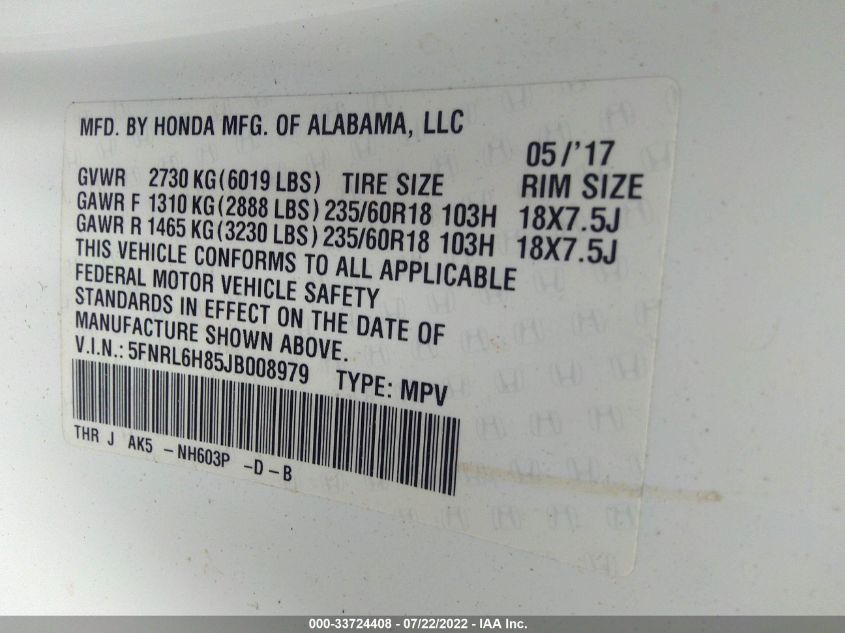 MFD. BY HONDA MFG. OF ALABAMA, LLC
05/'17
GVWR 2730 KG(6019 LBS) TIRE SIZE RIM SIZE
GAWR F 1310 KG(2888 LBS) 235/60R18 103H 18X7.5J
GAWR R 1465 KG(3230 LBS) 235/60R18 103H 18X7.5J
THIS VEHICLE CONFORMS TO ALL APPLICABLE
FEDERAL MOTOR VEHICLE SAFETY
STANDARDS IN EFFECT ON THE DATE OF
MANUFACTURE SHOWN ABOVE.
V.I.N.: 5FNRL6H85JB008979 TYPE: MPV
THR J AK5 -NH603P -D-B
000-33724408 - 07/22/2022 - IAA Inc.